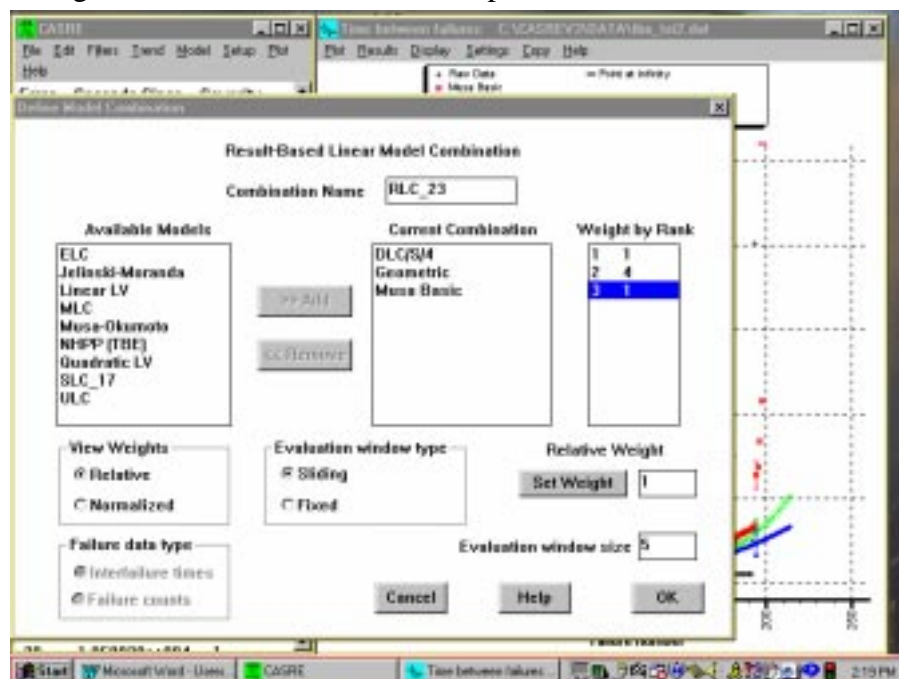 CASRE
Time between failures: C:\CASREV3\DATA\
File Edit Filters Trend Model Setup Plot
Help
Plot Results Display Settings Copy Help
Raw Data
Point at infinity
Musa Basic
Define Model Combination
Result-Based Linear Model Combination
Combination Name RLC_23
Available Models
Current Combination
Weight by Rank
ELC
Jelinski-Moranda
Linear LV
MLC
Musa-Okumoto
NHPP (TBE)
Quadratic LV
SLC_17
ULC
>> Add
<< Remove
DLC/S/4
Geometric
Musa Basic
1 1
2 4
3 1
View Weights
Relative
Normalized
Evaluation window type
Sliding
Fixed
Relative Weight
Set Weight 1
Failure data type
Interfailure times
Failure counts
Evaluation window size 5
Cancel
Help
OK
200
250
Start
Microsoft Word - Users
CASRE
Time between failures...
2:19 PM